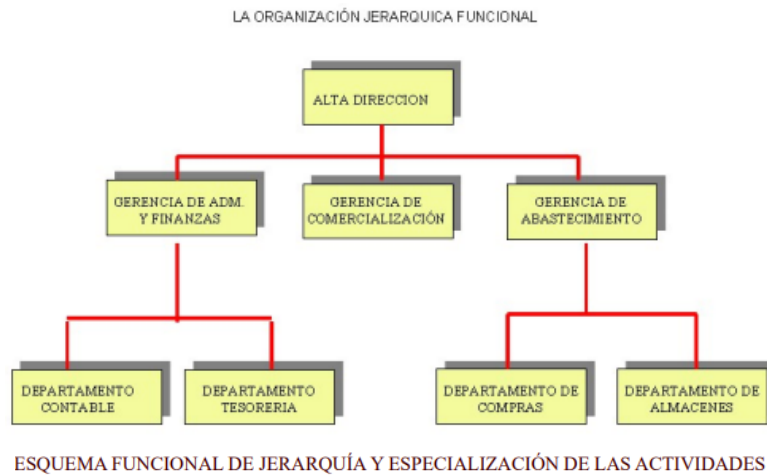 LA ORGANIZACIÓN JERARQUICA FUNCIONAL
ALTA DIRECCION
GERENCIA DE ADM.
Y FINANZAS
GERENCIA DE
COMERCIALIZACIÓN
GERENCIA DE
ABASTECIMIENTO
DEPARTAMENTO
CONTABLE
DEPARTAMENTO
TESORERIA
DEPARTAMENTO DE
COMPRAS
DEPARTAMENTO DE
ALMACENES
ESQUEMA FUNCIONAL DE JERARQUÍA Y ESPECIALIZACIÓN DE LAS ACTIVIDADES